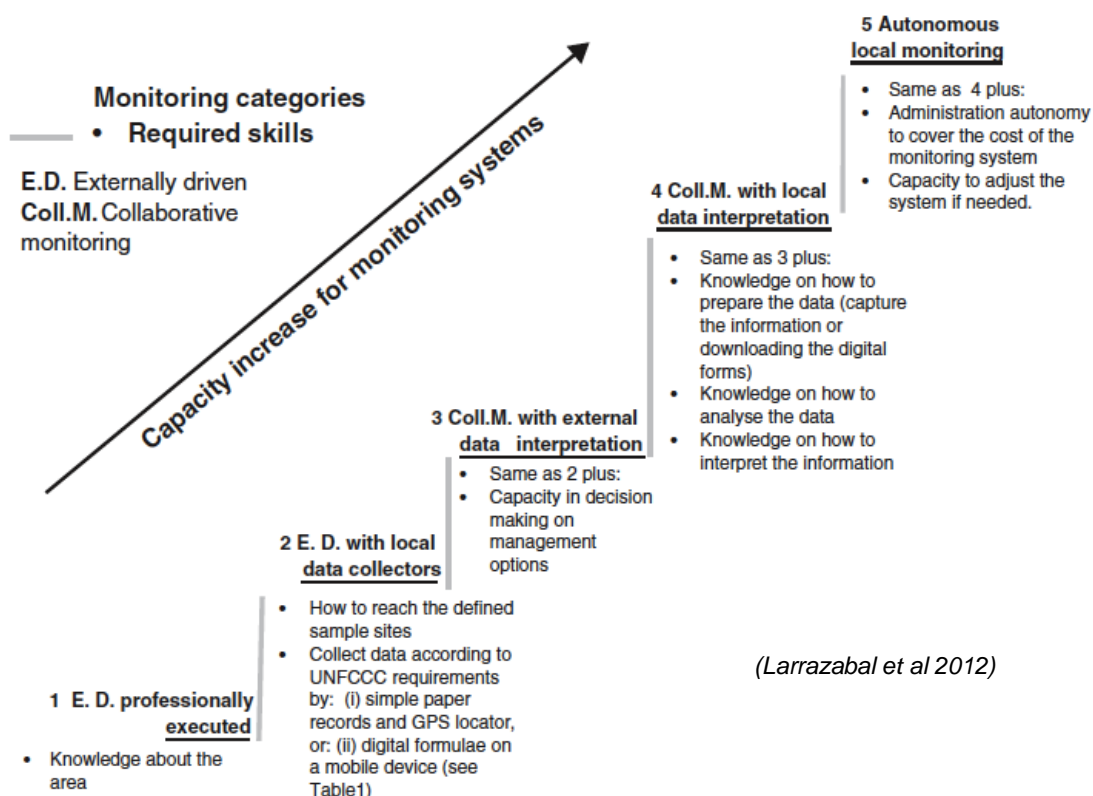 Monitoring categories
• Required skills
E.D. Externally driven
Coll.M. Collaborative
monitoring
Capacity increase for monitoring systems
1 E. D. professionally
executed
• Knowledge about the
area
2 E. D. with local
data collectors
• How to reach the defined
sample sites
• Collect data according to
UNFCCC requirements
by: (i) simple paper
records and GPS locator,
or: (ii) digital formulae on
a mobile device (see
Table1)
3 Coll.M. with external
data interpretation
• Same as 2 plus:
• Capacity in decision
making on
management
options
4 Coll.M. with local
data interpretation
• Same as 3 plus:
• Knowledge on how to
prepare the data (capture
the information or
downloading the digital
forms)
• Knowledge on how to
analyse the data
• Knowledge on how to
interpret the information
5 Autonomous
local monitoring
• Same as 4 plus:
• Administration autonomy
to cover the cost of the
monitoring system
• Capacity to adjust the
system if needed.
(Larrazabal et al 2012)